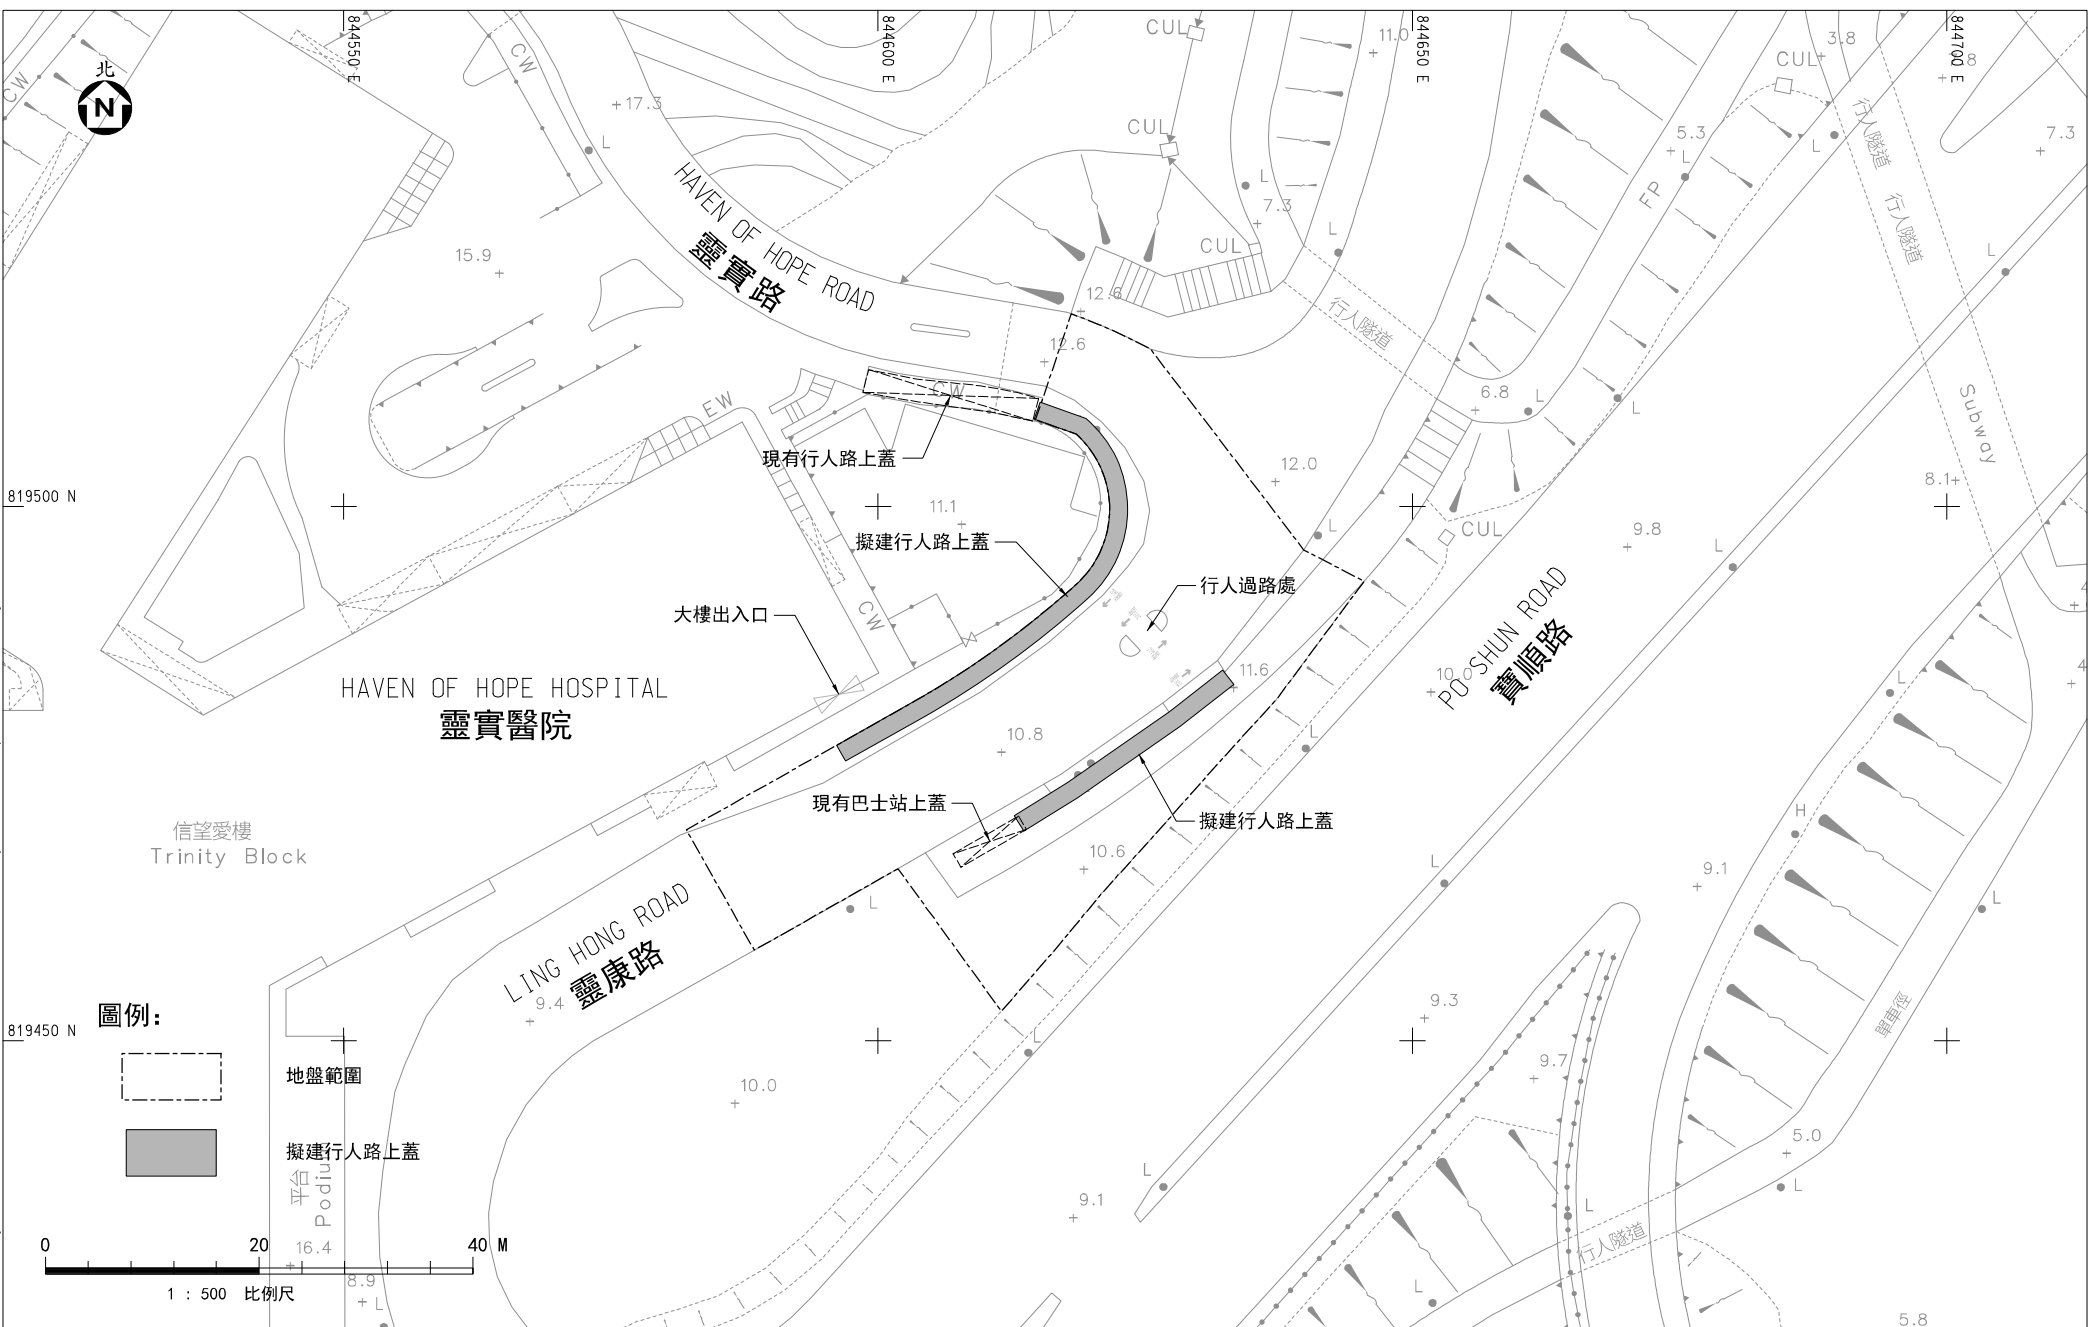 844550 E
844600 E
844650 E
844700 E
CUL
11.0
3.8
CUL
8
CW
CW
北
N
+17.3
L
CUL
5.3
L
L
行人隧道
7.3
HAVEN OF HOPE ROAD
靈實路
L
7.3
FP
行人隧道
15.9
CUL
L
L
12.6
行人隧道
12.6
CW
EW
6.8
L
L
Subway
現有行人路上蓋
12.0
8.1
819500 N
11.1
L
CUL
9.8
L
擬建行人路上蓋
行人過路處
大樓出入口
CW
PO SHUN ROAD
寶順路
11.6
10.0
L
HAVEN OF HOPE HOSPITAL
靈實醫院
10.8
L
現有巴士站上蓋
擬建行人路上蓋
H
信望愛樓
Trinity Block
10.6
L
9.1
L
L
LING HONG ROAD
靈康路
9.4
9.3
圖例:
819450 N
單車徑
L
地盤範圍
10.0
9.7
擬建行人路上蓋
5.0
平台
Podium
L
L
9.1
L
行人隧道
0 20 40 M
16.4
8.9
1 : 500 比例尺
L
L
5.8